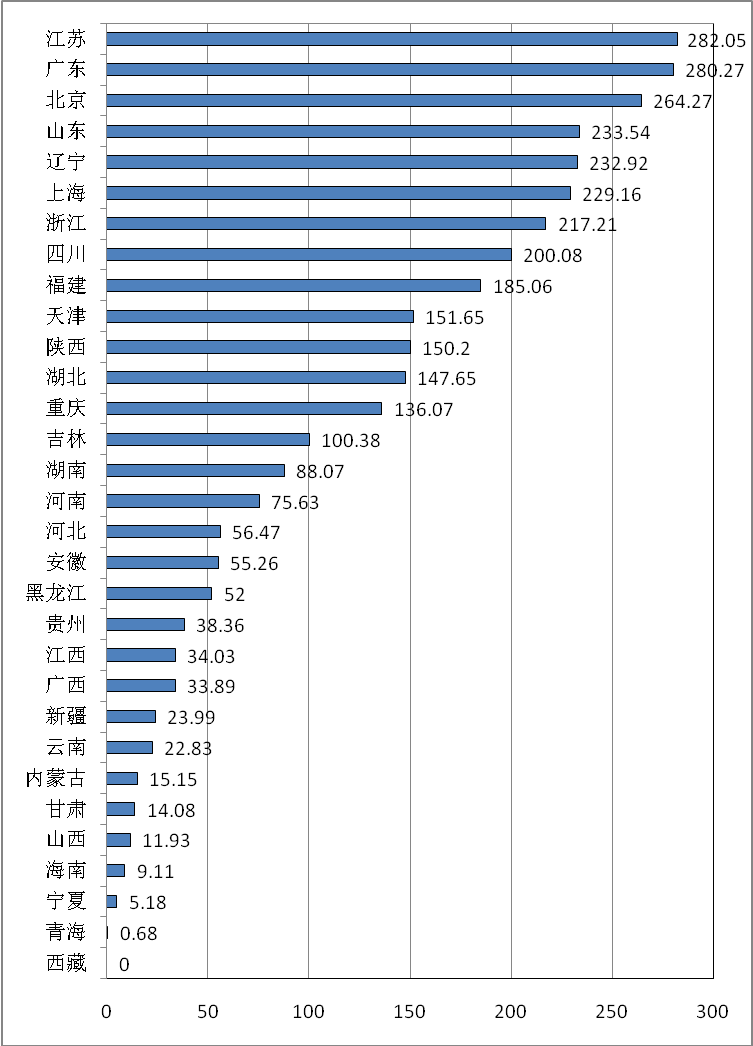 江苏 282.05
广东 280.27
北京 264.27
山东 233.54
辽宁 232.92
上海 229.16
浙江 217.21
四川 200.08
福建 185.06
天津 151.65
陕西 150.2
湖北 147.65
重庆 136.07
吉林 100.38
湖南 88.07
河南 75.63
河北 56.47
安徽 55.26
黑龙江 52
贵州 38.36
江西 34.03
广西 33.89
新疆 23.99
云南 22.83
内蒙古 15.15
甘肃 14.08
山西 11.93
海南 9.11
宁夏 5.18
青海 0.68
西藏 0
0 50 100 150 200 250 300